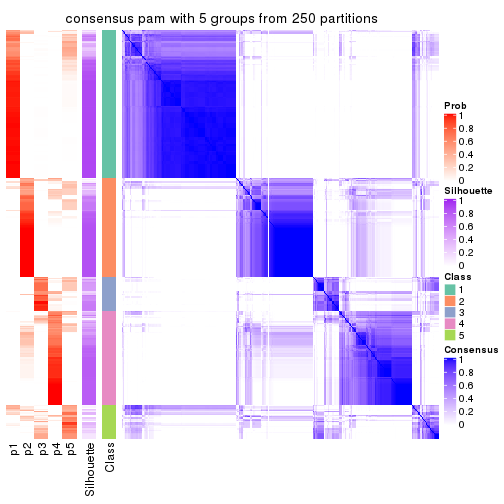 consensus pam with 5 groups from 250 partitions
Prob
1
0.8
0.6
0.4
0.2
0
Silhouette
1
0.8
0.6
0.4
0.2
0
Class
1
2
3
4
5
Consensus
1
0.8
0.6
0.4
0.2
0
p1
p2
p3
p4
p5
Silhouette
Class